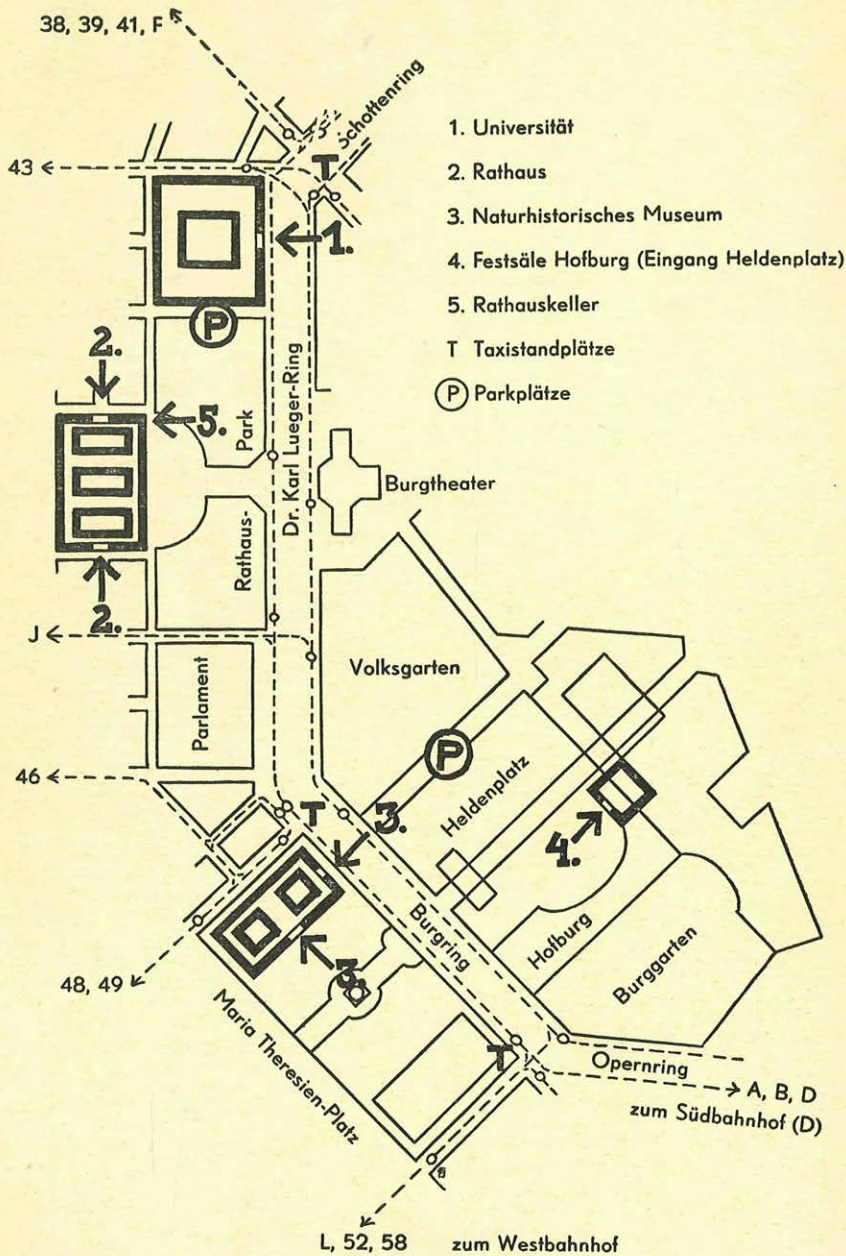 38, 39, 41, F
Schottenring
43
T
1.
1. Universität
2. Rathaus
3. Naturhistorisches Museum
4. Festsäle Hofburg (Eingang Heldenplatz)
5. Rathauskeller
T Taxistandplätze
P Parkplätze
P
2.
5.
Park
Dr. Karl Lueger-Ring
Burgtheater
Rathaus-
2.
J
Volksgarten
Parlament
P
Heldenplatz
46
T
3.
4.
Burgring
Hofburg
Burggarten
3.
48, 49
Maria Theresien-Platz
T
Opernring
A, B, D
zum Südbahnhof (D)
L, 52, 58 zum Westbahnhof